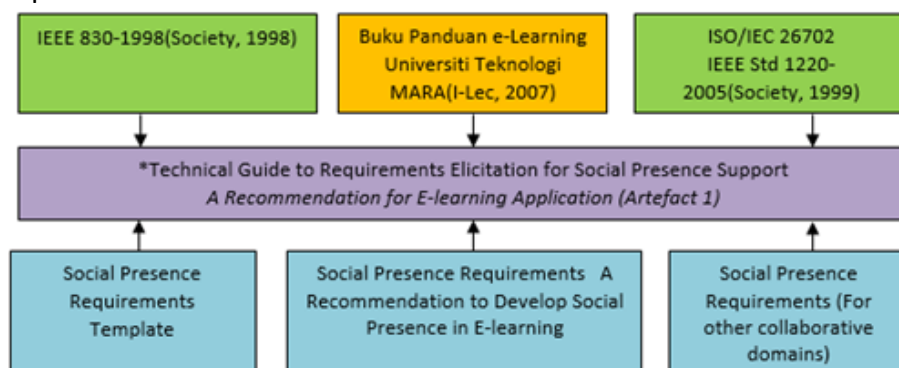 IEEE 830-1998(Society, 1998)
Buku Panduan e-Learning
Universiti Teknologi
MARA(I-Lec, 2007)
ISO/IEC 26702
IEEE Std 1220-
2005(Society, 1999)
*Technical Guide to Requirements Elicitation for Social Presence Support
A Recommendation for E-learning Application (Artefact 1)
Social Presence
Requirements
Template
Social Presence Requirements A
Recommendation to Develop Social
Presence in E-learning
Social Presence
Requirements (For
other collaborative
domains)